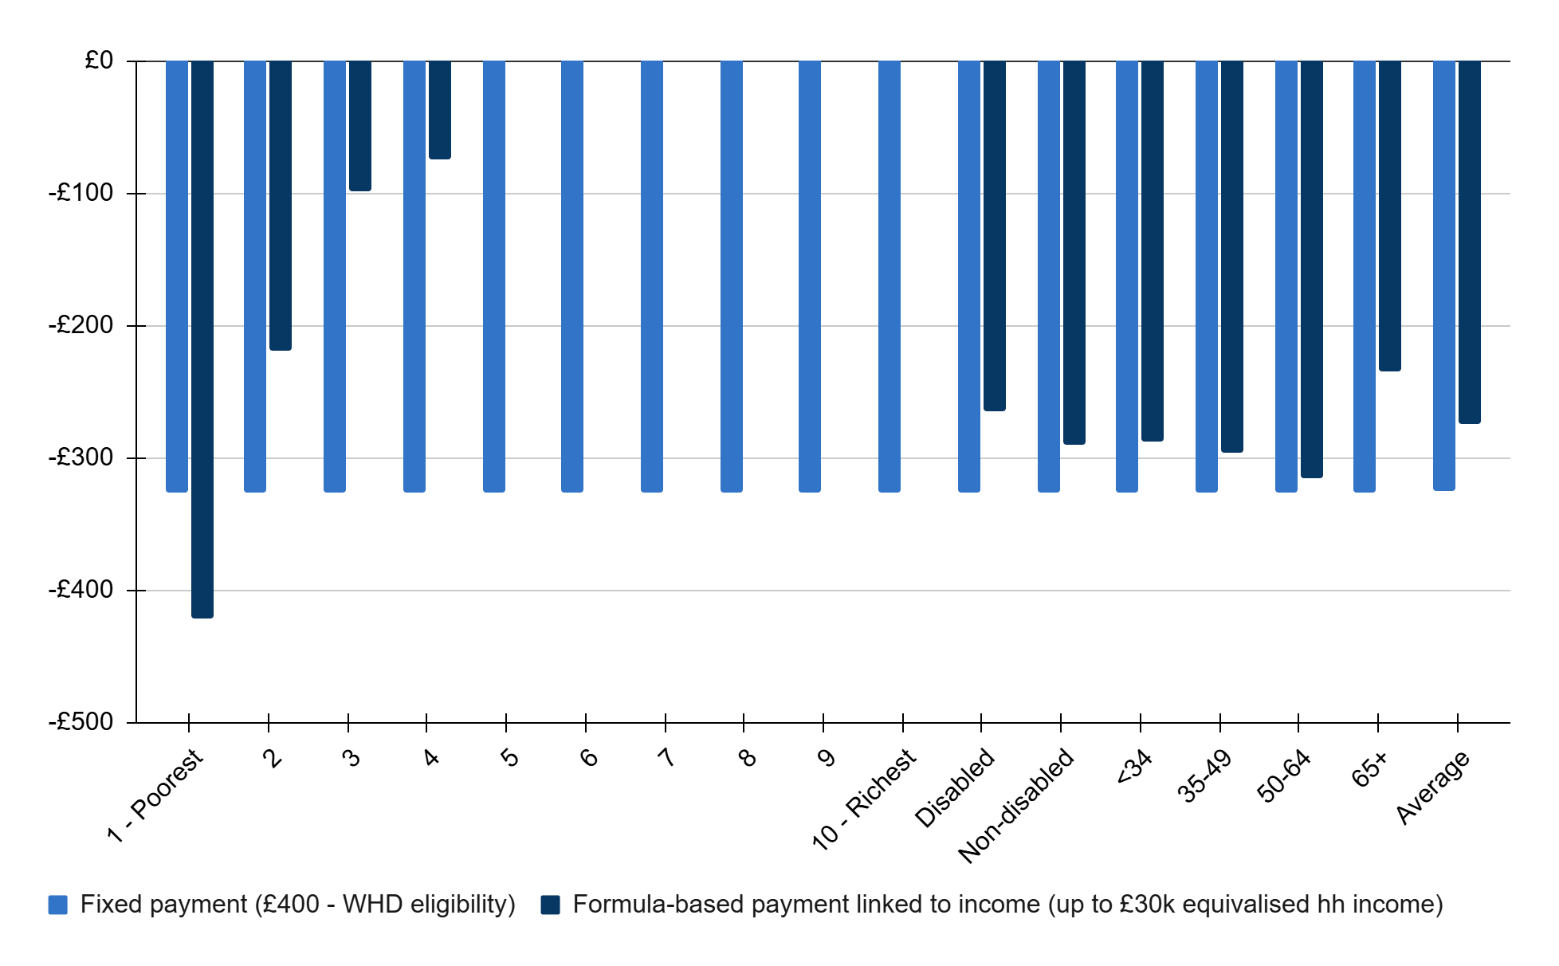 £0
-£100
-£200
-£300
-£400
-£500
1 - Poorest
2
3
4
5
6
7
8
9
10 - Richest
Disabled
Non-disabled
<34
35-49
50-64
65+
Average
Fixed payment (£400 - WHD eligibility)
Formula-based payment linked to income (up to £30k equivalised hh income)